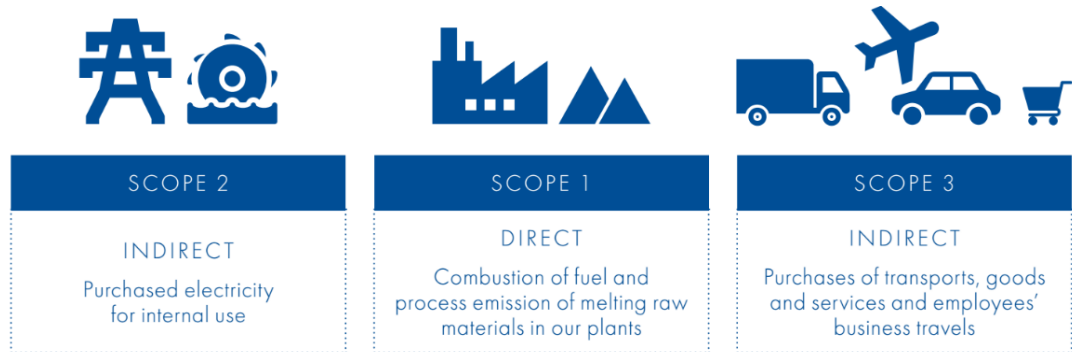 SCOPE 2
INDIRECT
Purchased electricity
for internal use
SCOPE 1
DIRECT
Combustion of fuel and
process emission of melting raw
materials in our plants
SCOPE 3
INDIRECT
Purchases of transports, goods
and services and employees’
business travels